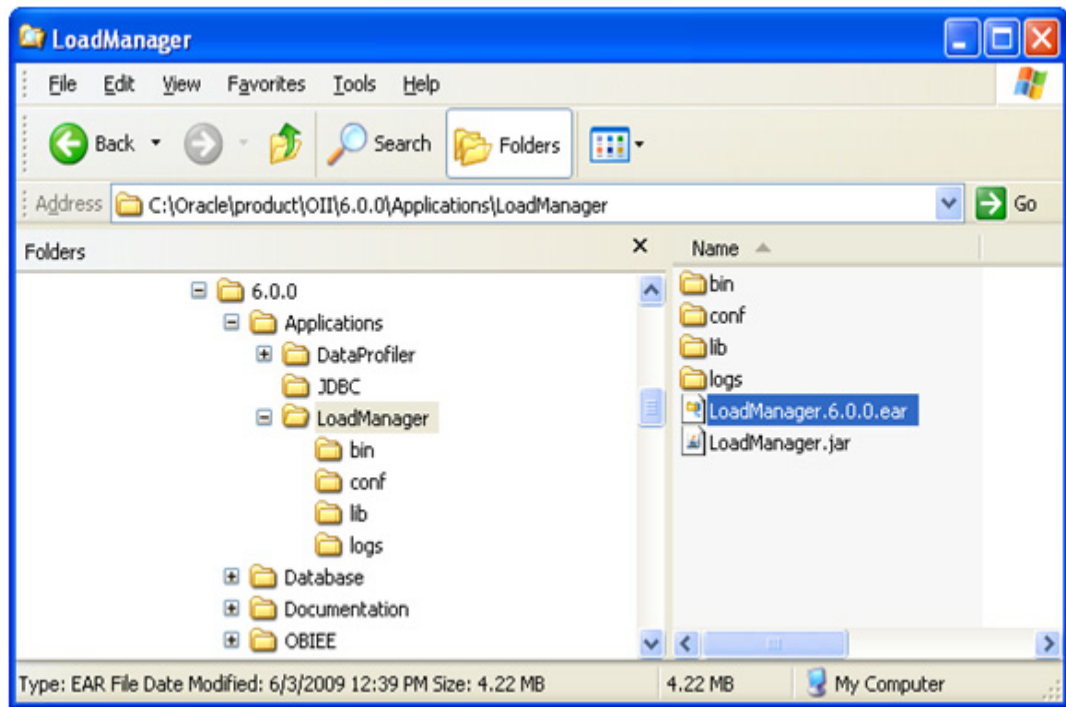 LoadManager
File Edit View Favorites Tools Help
Back Search Folders
Address C:\Oracle\product\OII\6.0.0\Applications\LoadManager Go
Folders
6.0.0
Applications
DataProfiler
JDBC
LoadManager
bin
conf
lib
logs
Database
Documentation
OBIEE
Name
bin
conf
lib
logs
LoadManager.6.0.0.ear
LoadManager.jar
Type: EAR File Date Modified: 6/3/2009 12:39 PM Size: 4.22 MB 4.22 MB My Computer